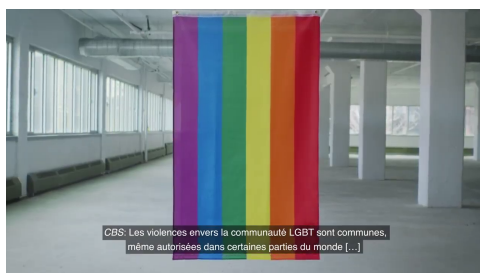 CBS: Les violences envers la communauté LGBT sont communes,
même autorisées dans certaines parties du monde [...]